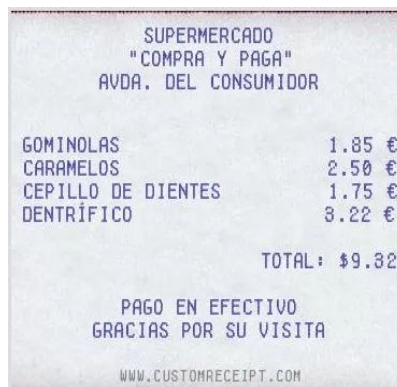 SUPERMERCADO
"COMPRA Y PAGA"
AVDA. DEL CONSUMIDOR
GOMINOLAS 1.85 €
CARAMELOS 2.50 €
CEPILLO DE DIENTES 1.75 €
DENTRÍFICO 3.22 €
TOTAL: $9.32
PAGO EN EFECTIVO
GRACIAS POR SU VISITA
WWW.CUSTOMRECEIPT.COM